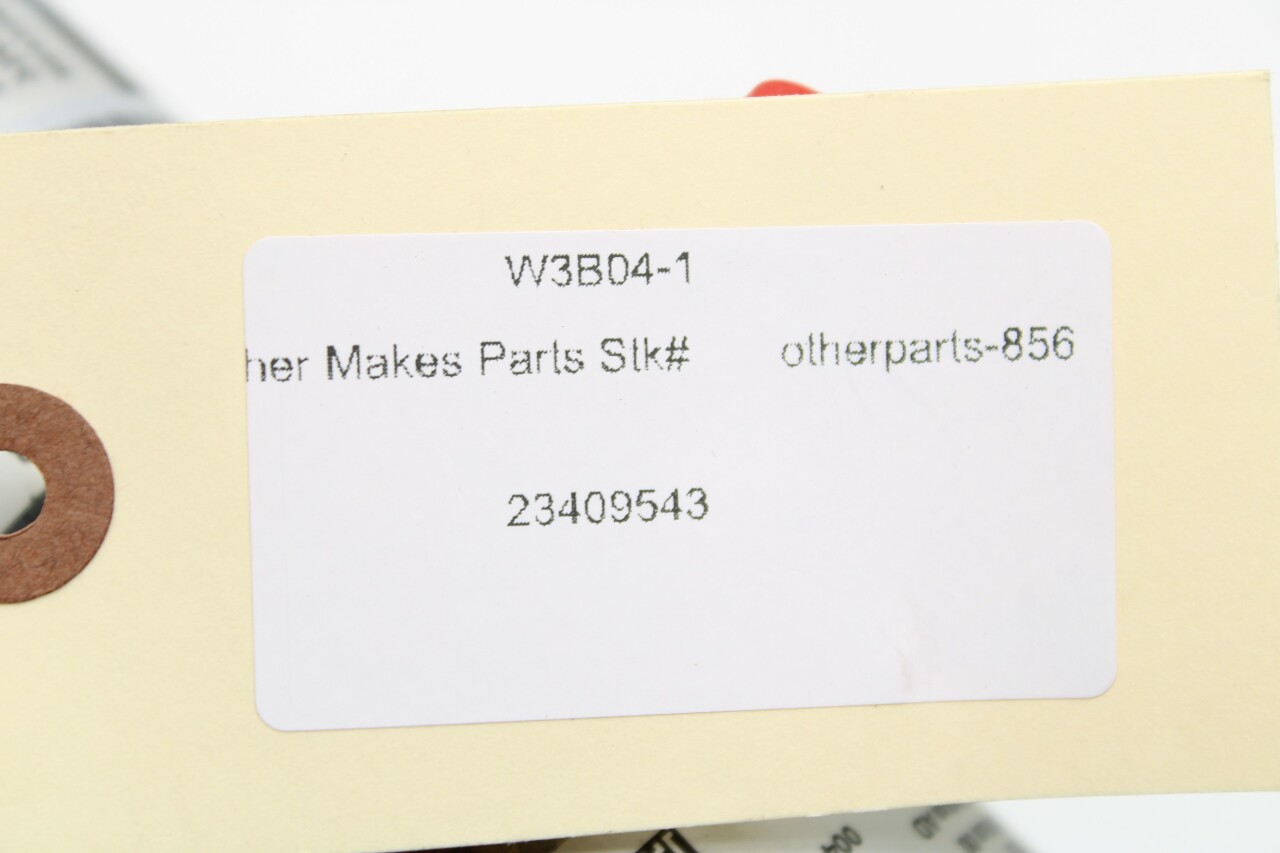 W3B04-1
her Makes Parts Stk# otherparts-856
23409543